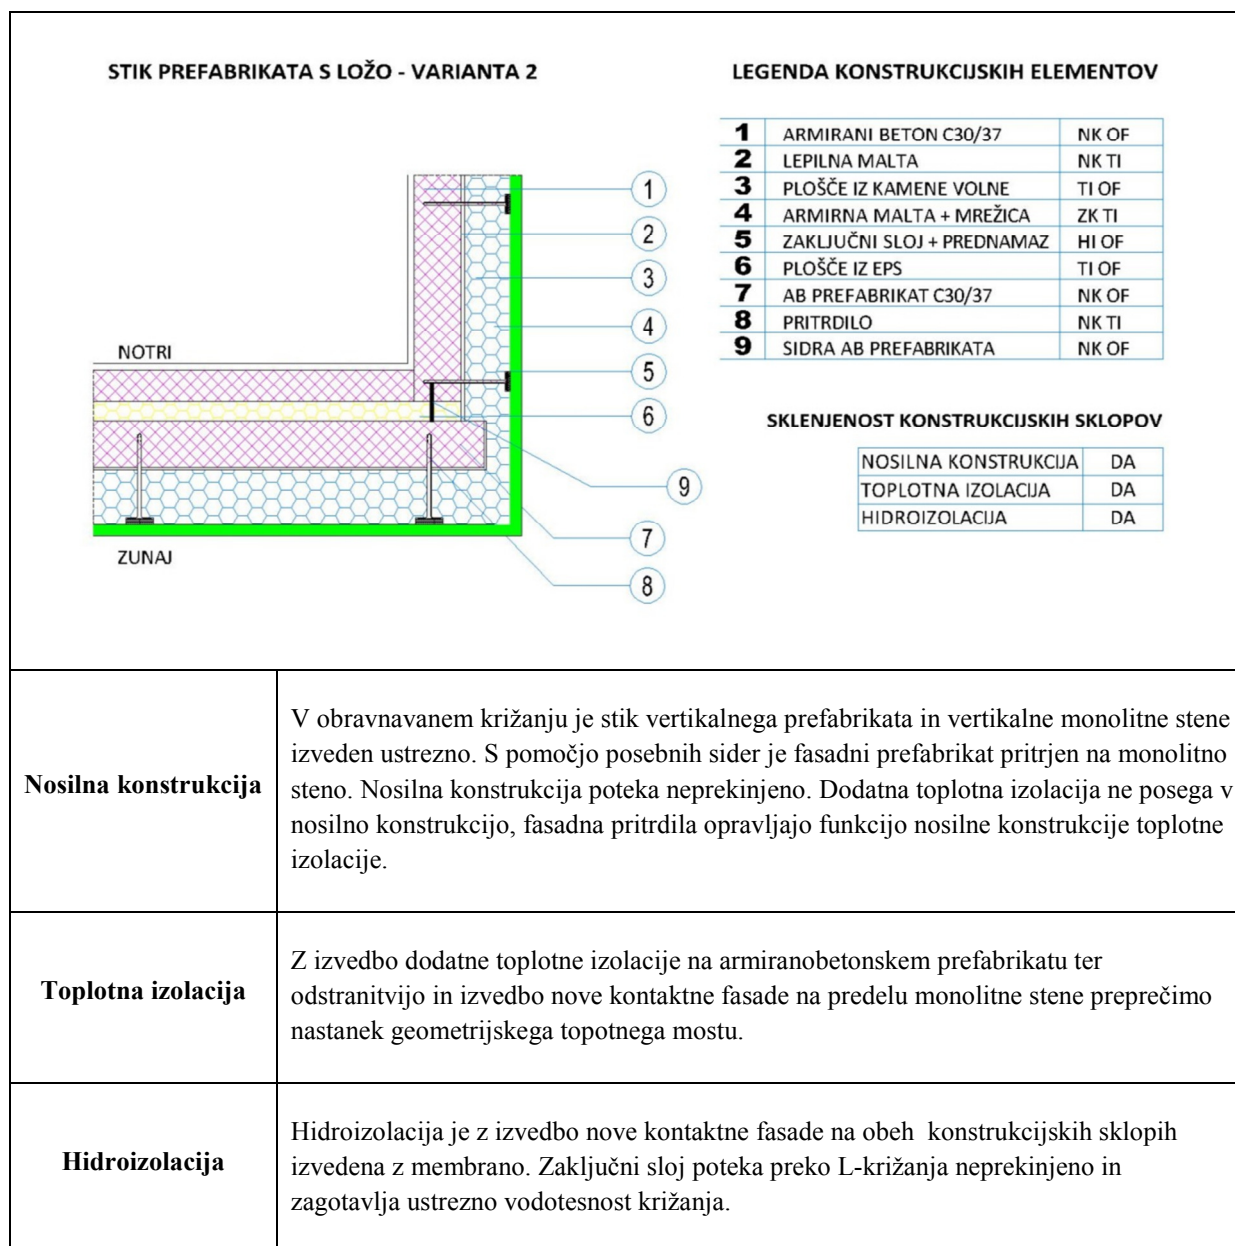 STIK PREFABRIKATA S LOŽO - VARIANTA 2
NOTRI
ZUNAJ
1
2
3
4
5
6
9
7
8
LEGENDA KONSTRUKCIJSKIH ELEMENTOV
1 ARMIRANI BETON C30/37 NK OF
2 LEPILNA MALTA NK TI
3 PLOŠČE IZ KAMENE VOLNE TI OF
4 ARMIRNA MALTA + MREŽICA ZK TI
5 ZAKLJUČNI SLOJ + PREDNAMAZ HI OF
6 PLOŠČE IZ EPS TI OF
7 AB PREFABRIKAT C30/37 NK OF
8 PRITRDILO NK TI
9 SIDRA AB PREFABRIKATA NK OF
SKLENJENOST KONSTRUKCIJSKIH SKLOPOV
NOSILNA KONSTRUKCIJA DA
TOPLOTNA IZOLACIJA DA
HIDROIZOLACIJA DA
Nosilna konstrukcija
V obravnavanem križanju je stik vertikalnega prefabrikata in vertikalne monolitne stene
izveden ustrezno. S pomočjo posebnih sider je fasadni prefabrikat pritrjen na monolitno
steno. Nosilna konstrukcija poteka neprekinjeno. Dodatna toplotna izolacija ne posega v
nosilno konstrukcijo, fasadna pritrdila opravljajo funkcijo nosilne konstrukcije toplotne
izolacije.
Toplotna izolacija
Z izvedbo dodatne toplotne izolacije na armiranobetonskem prefabrikatu ter
odstranitvijo in izvedbo nove kontaktne fasade na predelu monolitne stene preprečimo
nastanek geometrijskega topotnega mostu.
Hidroizolacija
Hidroizolacija je z izvedbo nove kontaktne fasade na obeh konstrukcijskih sklopih
izvedena z membrano. Zaključni sloj poteka preko L-križanja neprekinjeno in
zagotavlja ustrezno vodotesnost križanja.